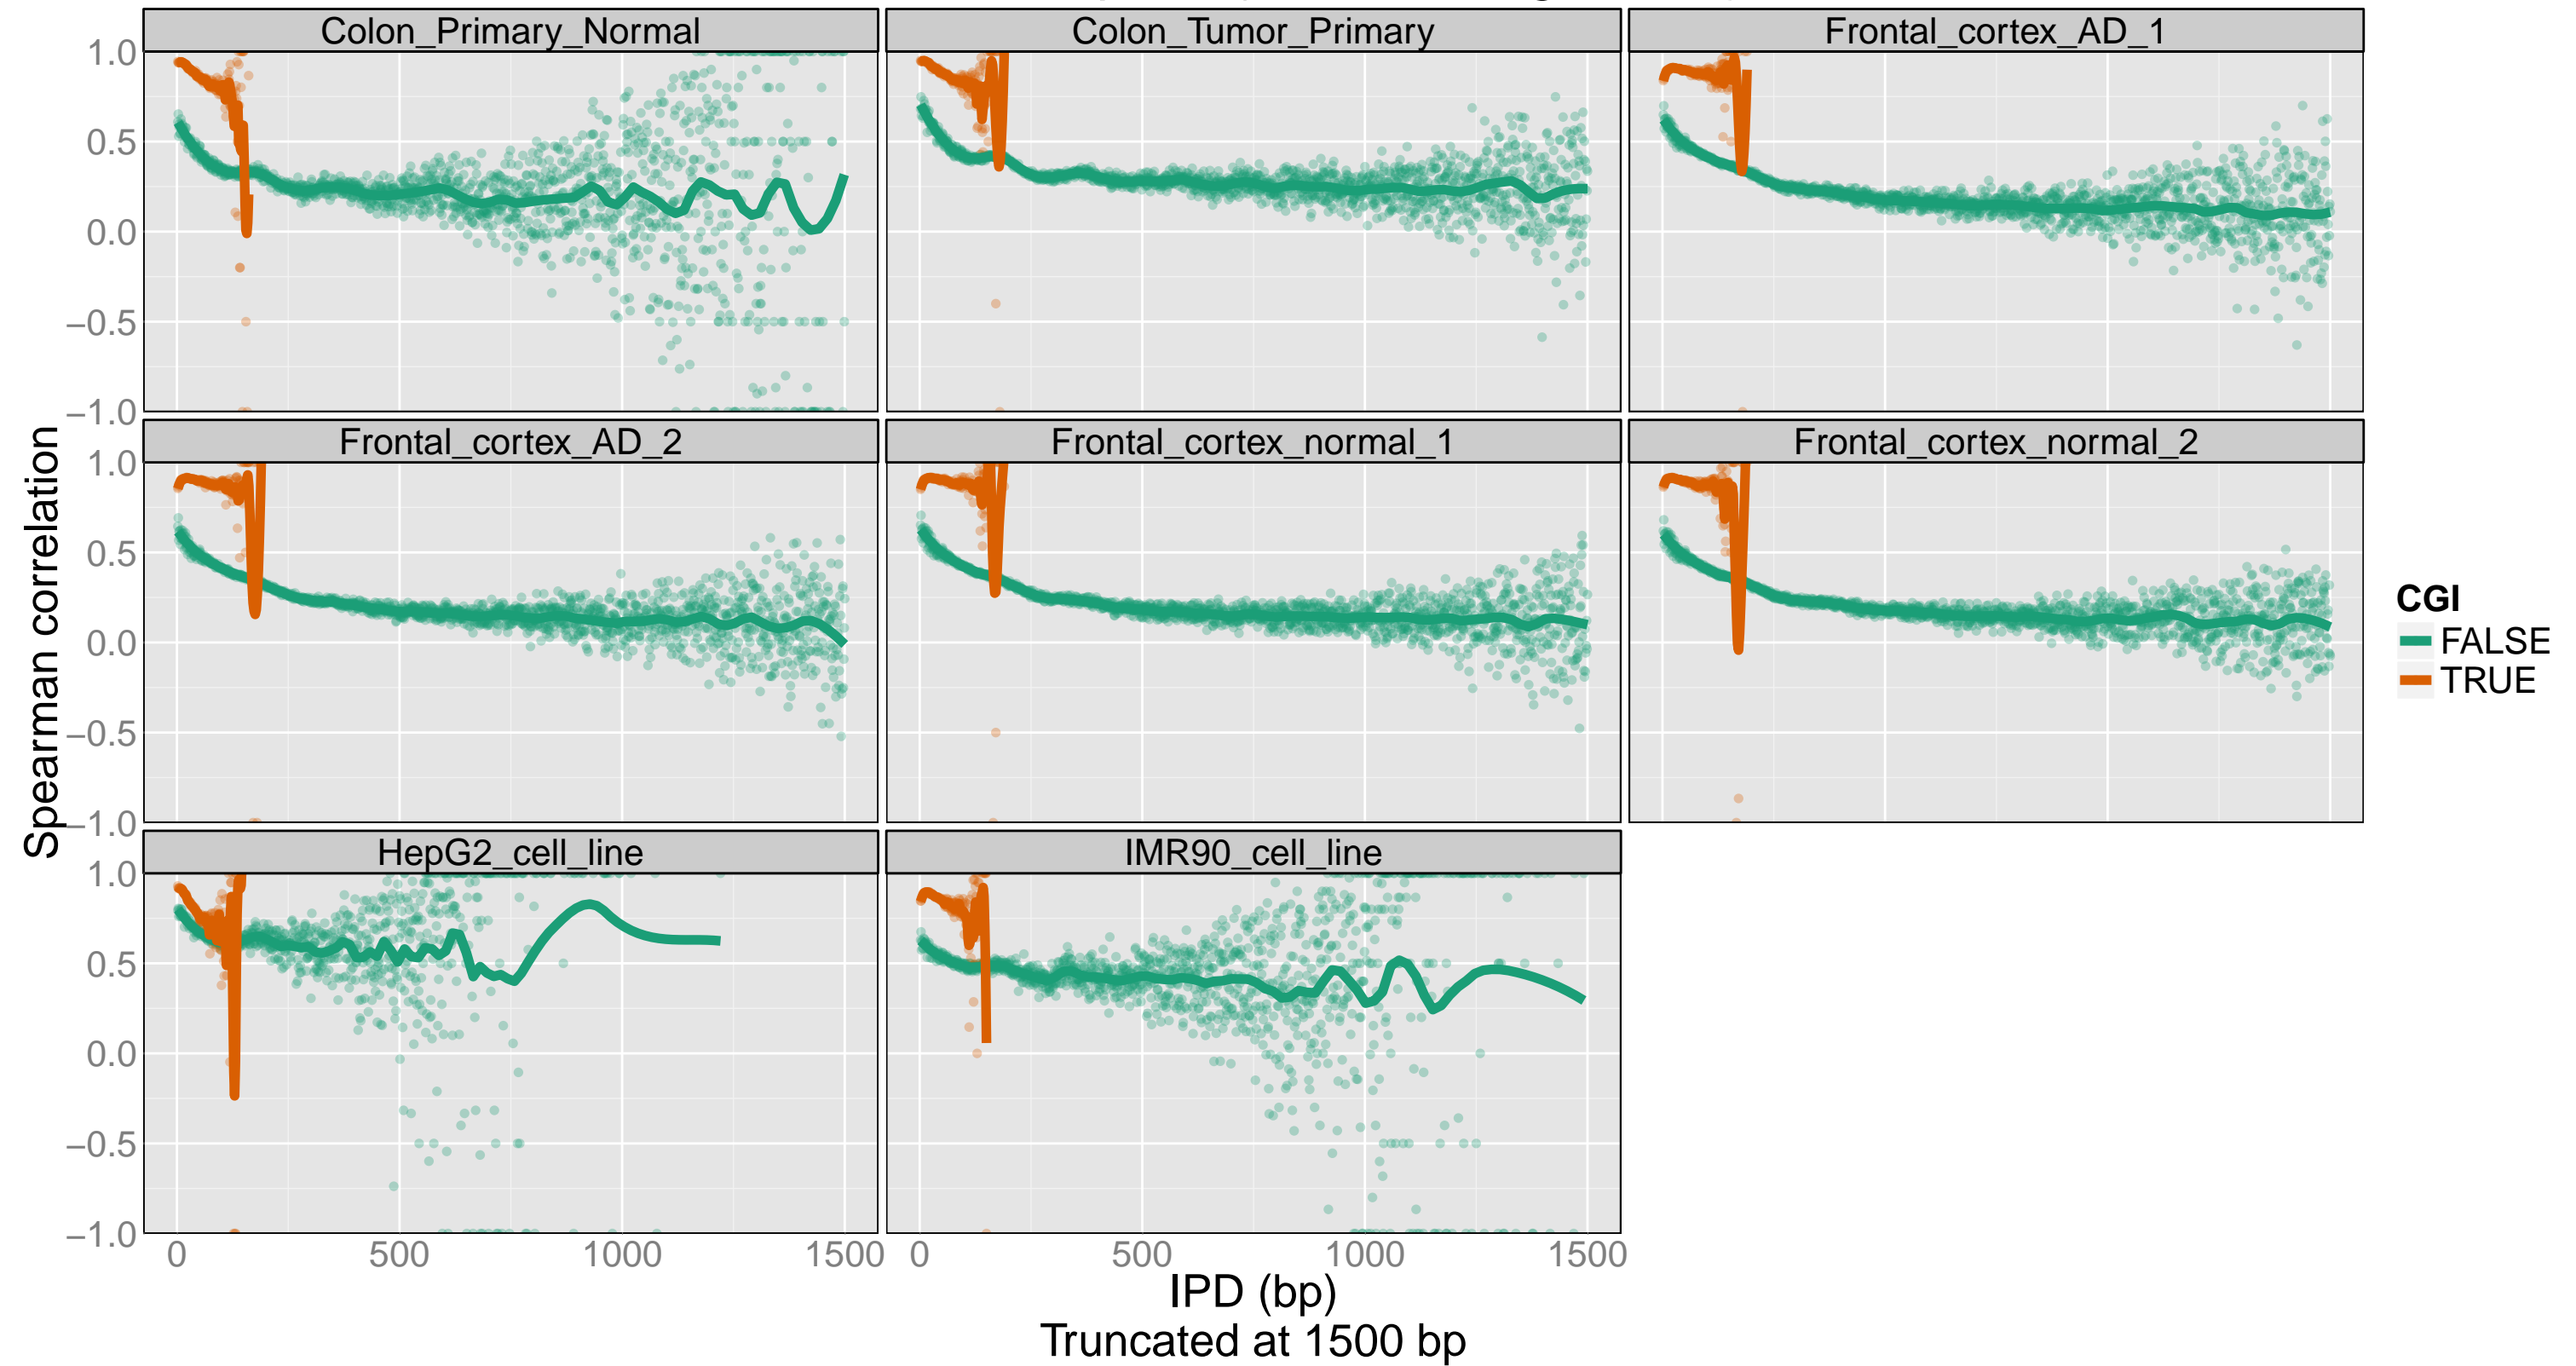 Colon_Primary_Normal
Colon_Tumor_Primary
Frontal_cortex_AD_1
1.0
0.5
0.0
−0.5
−1.0
Frontal_cortex_AD_2
Frontal_cortex_normal_1
Frontal_cortex_normal_2
1.0
0.5
0.0
−0.5
−1.0
HepG2_cell_line
IMR90_cell_line
1.0
0.5
0.0
−0.5
−1.0
0 500 1000 1500
0 500 1000 1500
Spearman correlation
IPD (bp)
Truncated at 1500 bp
CGI
FALSE
TRUE